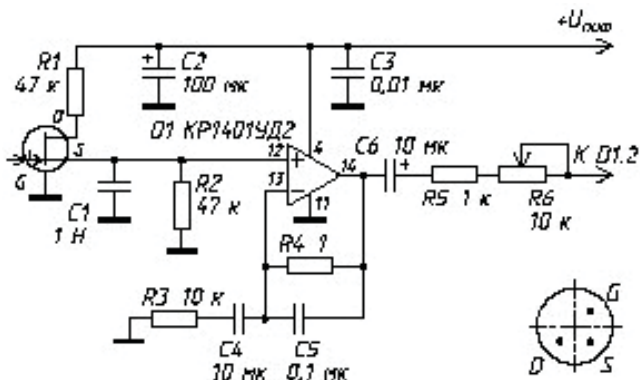 +Uпит
R1
47 к
C2
100 мк
C3
0,01 мк
D
S
G
D1 КР1401УД2
12
4
14
13
11
C6
10 мк
К D1.2
R5 1 к
R6
10 к
C1
1 Н
R2
47 к
R4 1
R3 10 к
C4
10 мк
C5
0,1 мк
G
D
S